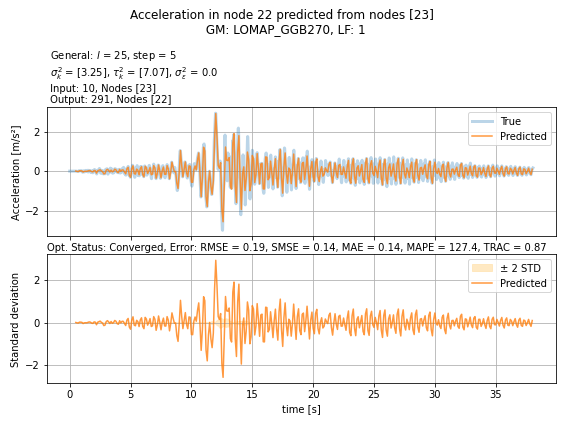 Acceleration in node 22 predicted from nodes [23]
GM: LOMAP_GGB270, LF: 1
General: l = 25, step = 5
σ²ₖ = [3.25], τ²ₖ = [7.07], σ²ε = 0.0
Input: 10, Nodes [23]
Output: 291, Nodes [22]
Acceleration [m/s²]
2
0
−2
True
Predicted
Opt. Status: Converged, Error: RMSE = 0.19, SMSE = 0.14, MAE = 0.14, MAPE = 127.4, TRAC = 0.87
Standard deviation
2
0
−2
± 2 STD
Predicted
0 5 10 15 20 25 30 35
time [s]